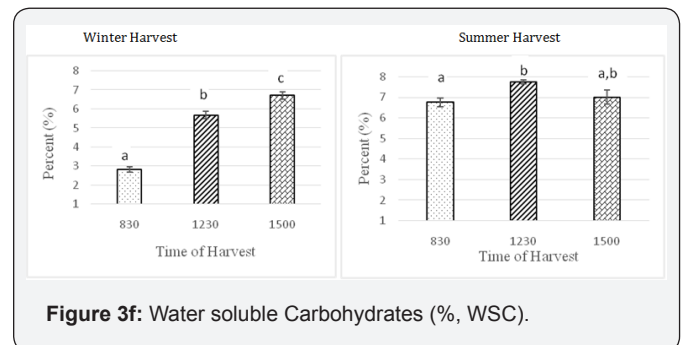 Winter Harvest
8
7
6
5
4
3
2
1
Percent (%)
a
b
c
830 1230 1500
Time of Harvest
Summer Harvest
8
7
6
5
4
3
2
1
Percent (%)
a
b
a,b
830 1230 1500
Time of Harvest
Figure 3f: Water soluble Carbohydrates (%, WSC).